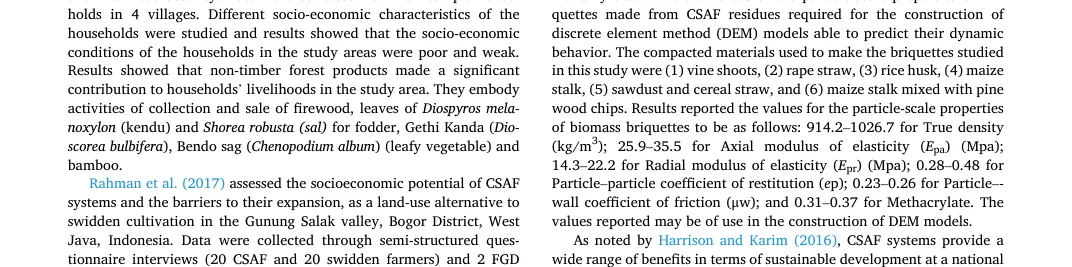 holds in 4 villages. Different socio-economic characteristics of the
households were studied and results showed that the socio-economic
conditions of the households in the study areas were poor and weak.
Results showed that non-timber forest products made a significant
contribution to households' livelihoods in the study area. They embody
activities of collection and sale of firewood, leaves of Diospyros mela-
noxylon (kendu) and Shorea robusta (sal) for fodder, Gethi Kanda (Dio-
scorea bulbifera), Bendo sag (Chenopodium album) (leafy vegetable) and
bamboo.
Rahman et al. (2017) assessed the socioeconomic potential of CSAF
systems and the barriers to their expansion, as a land-use alternative to
swidden cultivation in the Gunung Salak valley, Bogor District, West
Java, Indonesia. Data were collected through semi-structured ques-
tionnaire interviews (20 CSAF and 20 swidden farmers) and 2 FGD
quettes made from CSAF residues required for the construction of
discrete element method (DEM) models able to predict their dynamic
behavior. The compacted materials used to make the briquettes studied
in this study were (1) vine shoots, (2) rape straw, (3) rice husk, (4) maize
stalk, (5) sawdust and cereal straw, and (6) maize stalk mixed with pine
wood chips. Results reported the values for the particle-scale properties
of biomass briquettes to be as follows: 914.2–1026.7 for True density
(kg/m³); 25.9–35.5 for Axial modulus of elasticity (Epa) (Mpa);
14.3–22.2 for Radial modulus of elasticity (Epr) (Mpa); 0.28–0.48 for
Particle–particle coefficient of restitution (ep); 0.23–0.26 for Particle–-
wall coefficient of friction (μw); and 0.31–0.37 for Methacrylate. The
values reported may be of use in the construction of DEM models.
As noted by Harrison and Karim (2016), CSAF systems provide a
wide range of benefits in terms of sustainable development at a national